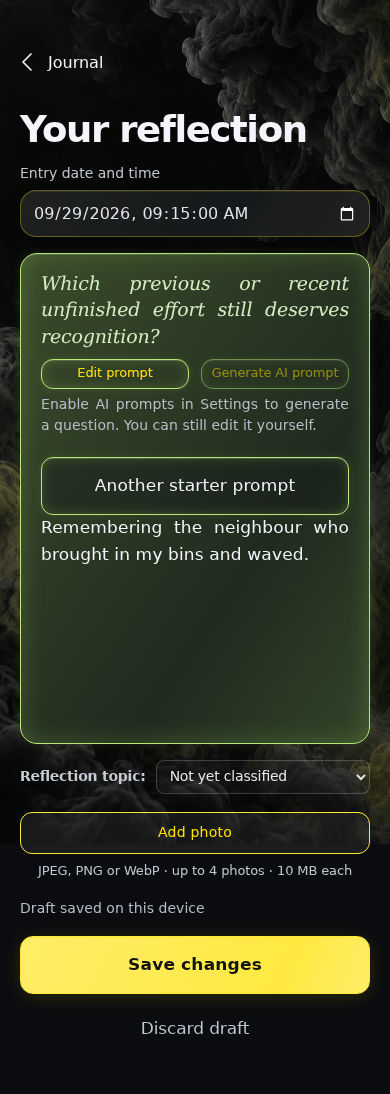 Journal
Your reflection
Entry date and time
09/29/2026, 09:15:00 AM
Which previous or recent
unfinished effort still deserves
recognition?
Edit prompt
Generate AI prompt
Enable AI prompts in Settings to generate
a question. You can still edit it yourself.
Another starter prompt
Remembering the neighbour who
brought in my bins and waved.
Reflection topic:
Not yet classified
Add photo
JPEG, PNG or WebP · up to 4 photos · 10 MB each
Draft saved on this device
Save changes
Discard draft